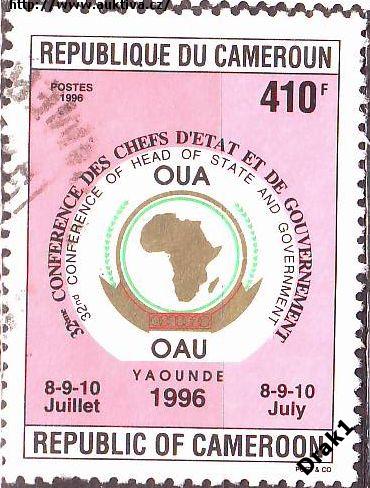 http://www.auktiva.cz/
REPUBLIQUE DU CAMEROUN
POSTES
1996
410F
32ème CONFERENCE DES CHEFS D'ETAT ET DE GOUVERNEMENT
32nd CONFERENCE OF HEAD OF STATE AND GOVERNMENT
OUA
OAU
YAOUNDE
1996
8-9-10
Juillet
8-9-10
July
REPUBLIC OF CAMEROON
& CO
Drak1